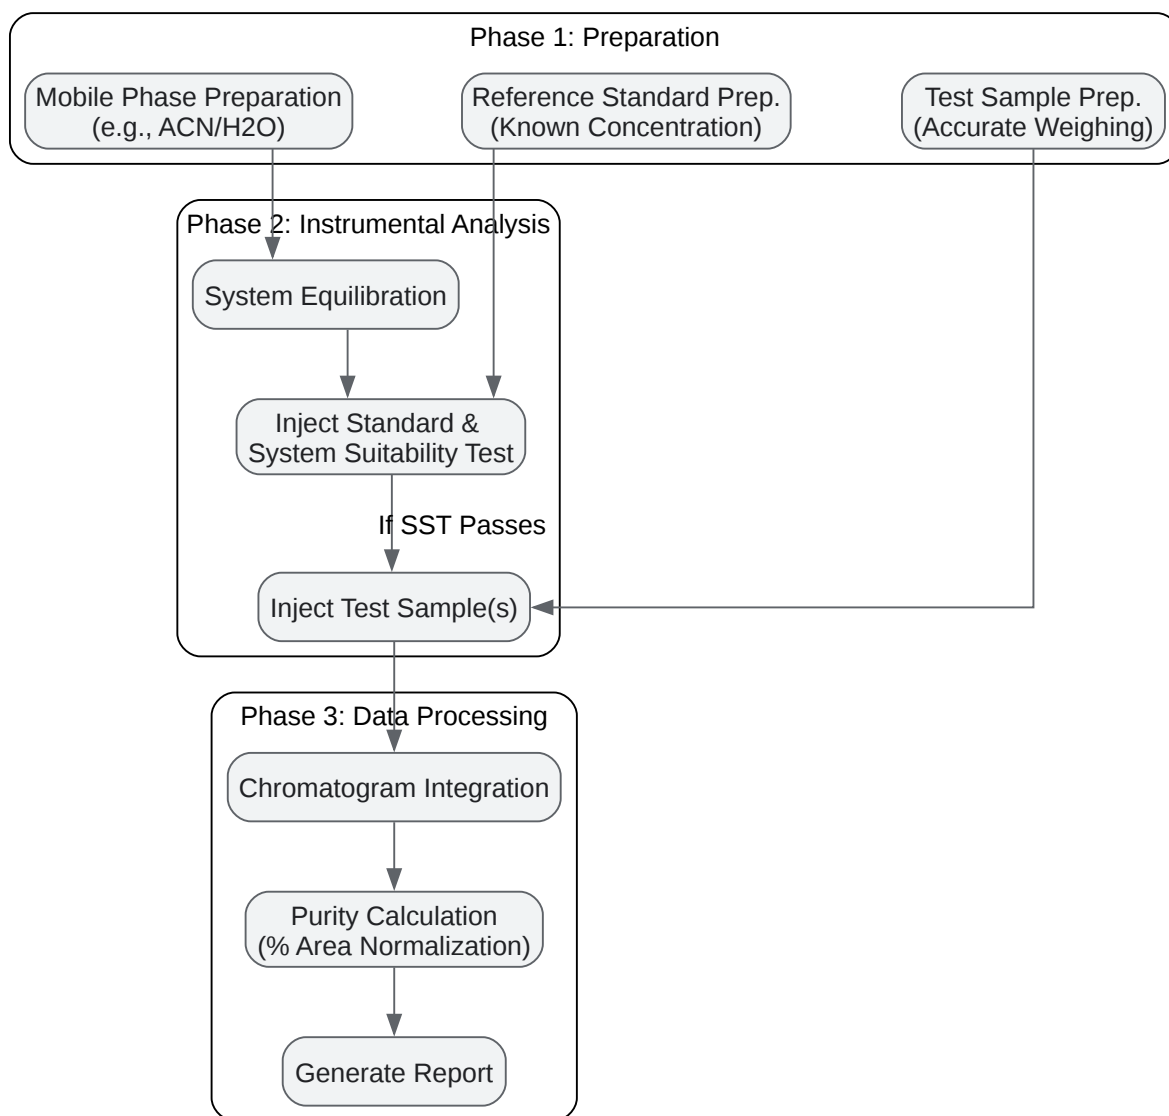 Phase 1: Preparation
Mobile Phase Preparation
(e.g., ACN/H2O)
Reference Standard Prep.
(Known Concentration)
Test Sample Prep.
(Accurate Weighing)
Phase 2: Instrumental Analysis
System Equilibration
Inject Standard &
System Suitability Test
If SST Passes
Inject Test Sample(s)
Phase 3: Data Processing
Chromatogram Integration
Purity Calculation
(% Area Normalization)
Generate Report